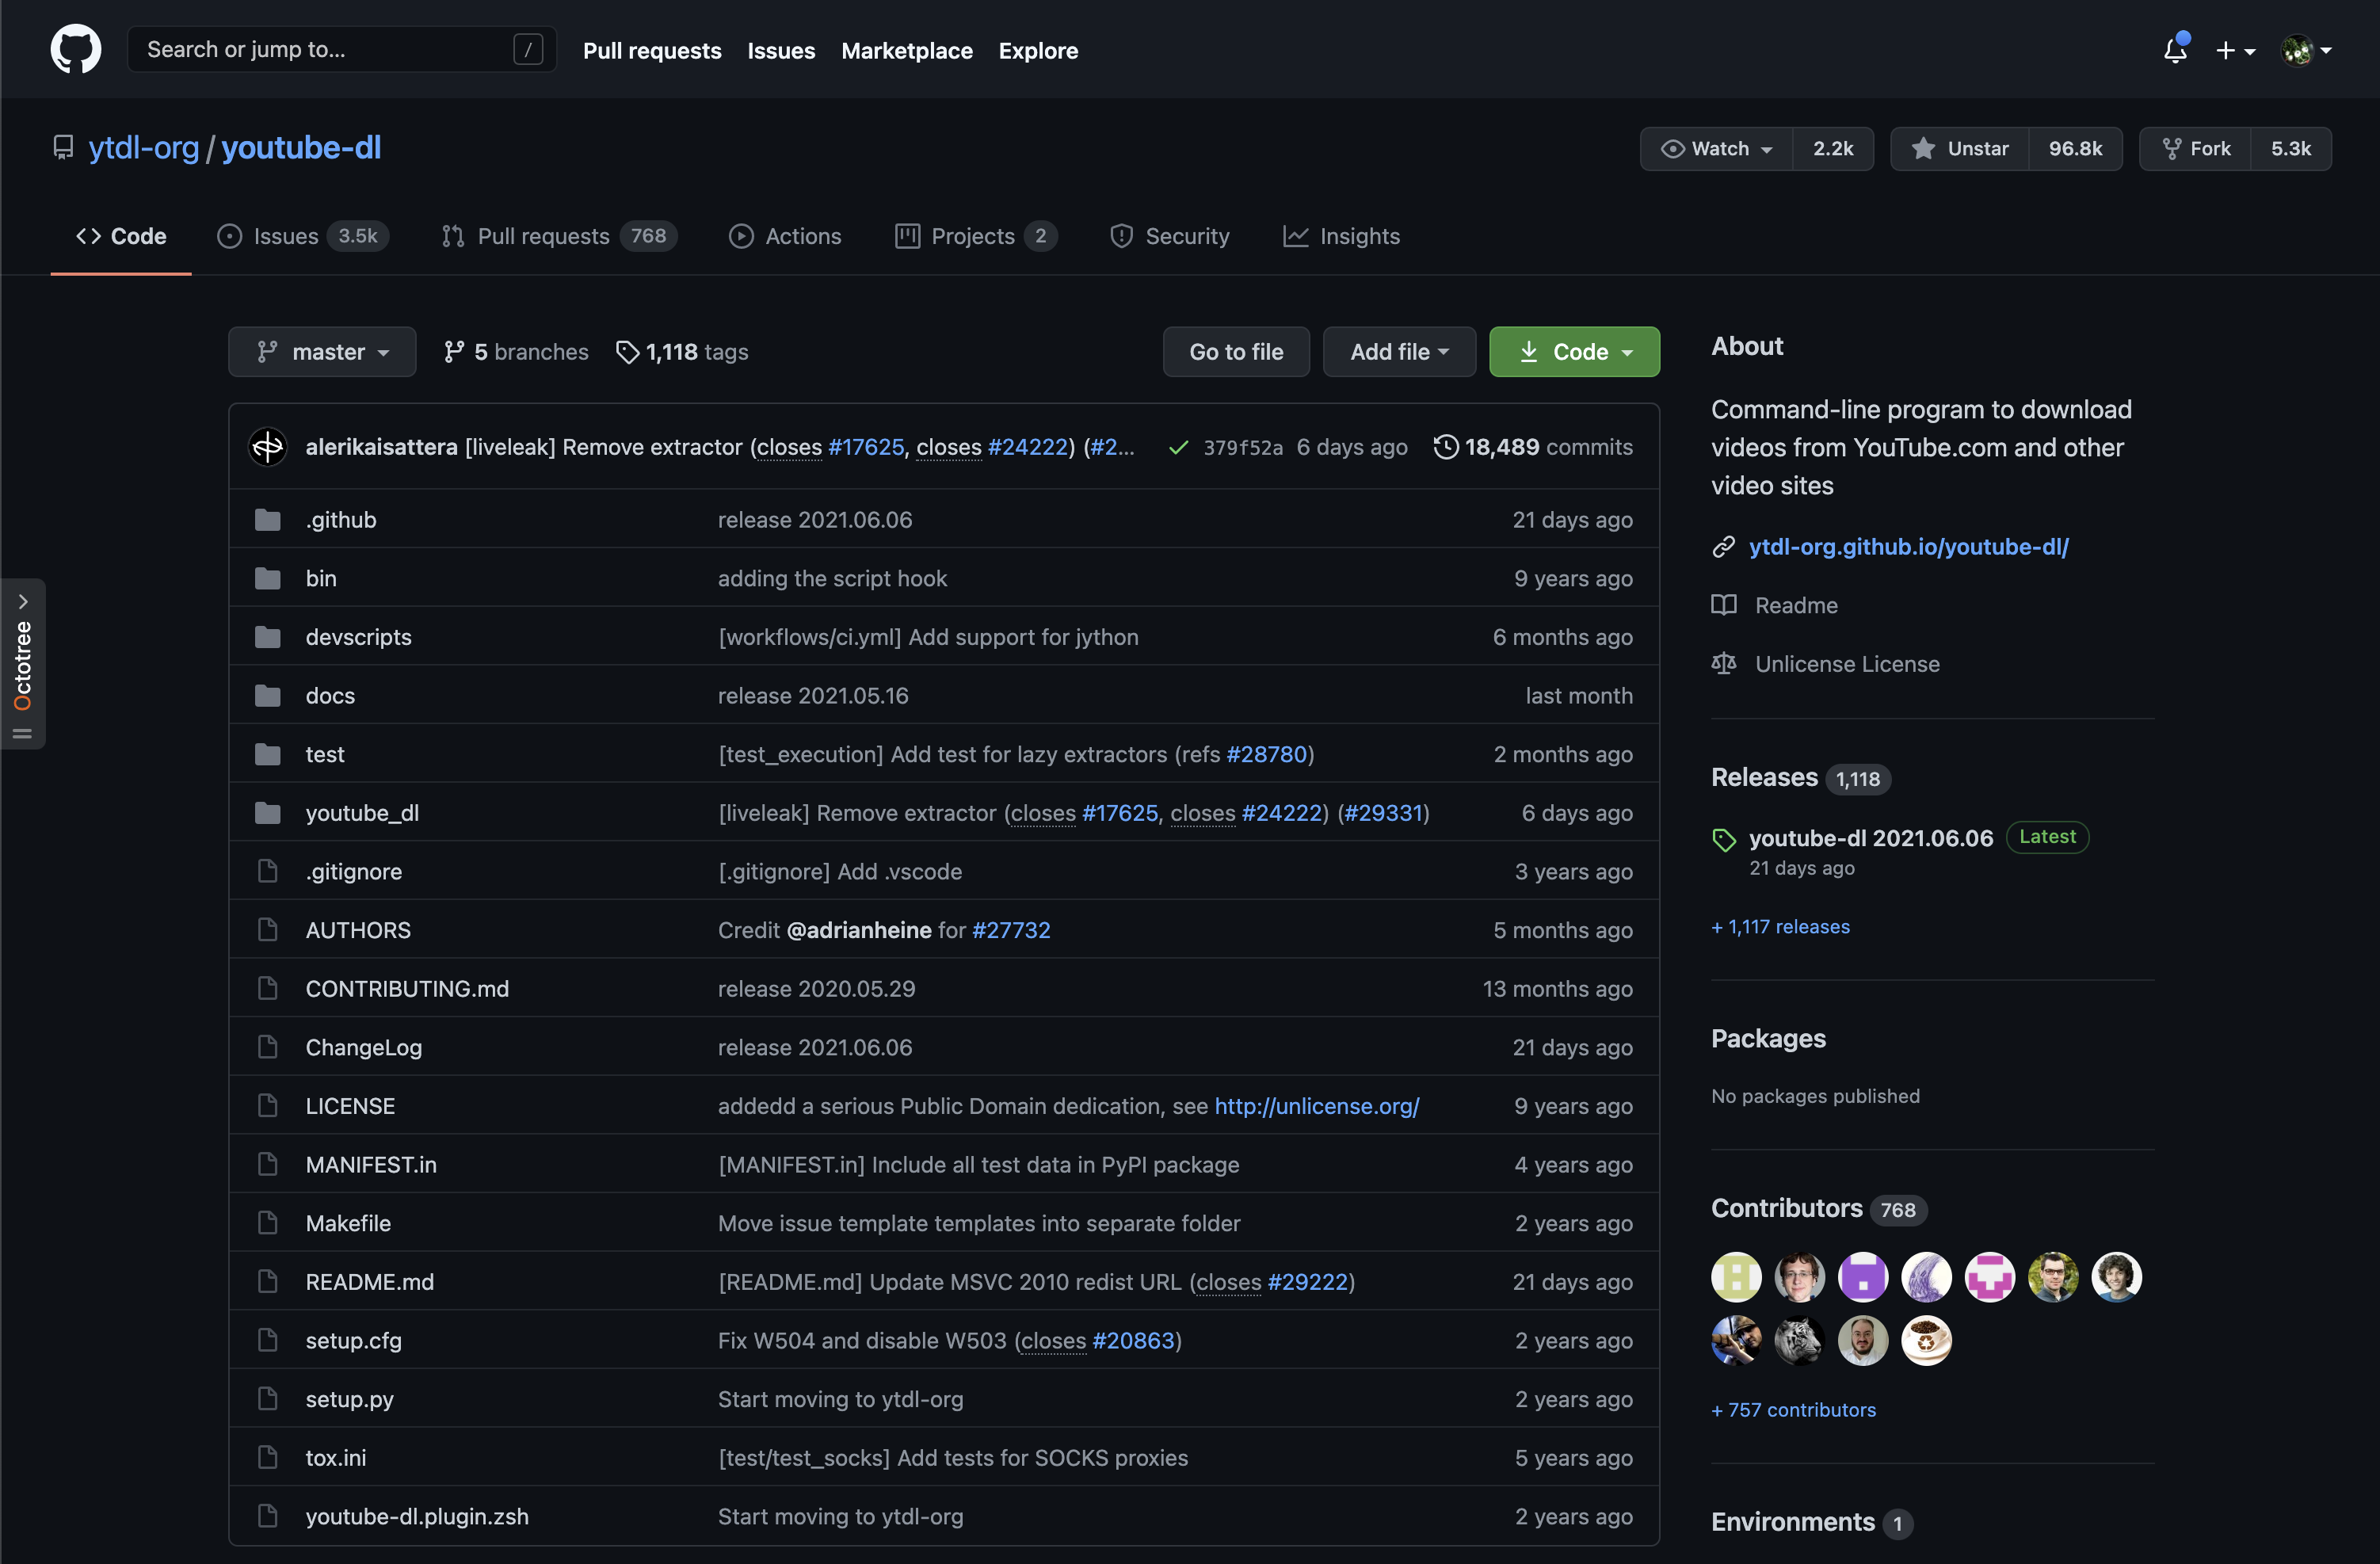 Search or jump to... /
Pull requests Issues Marketplace Explore
ytdl-org / youtube-dl
Watch 2.2k Unstar 96.8k Fork 5.3k
Code Issues 3.5k Pull requests 768 Actions Projects 2 Security Insights
master 5 branches 1,118 tags Go to file Add file Code
alerikaisattera [liveleak] Remove extractor (closes #17625, closes #24222) (#2... 379f52a 6 days ago 18,489 commits
.github release 2021.06.06 21 days ago
bin adding the script hook 9 years ago
devscripts [workflows/ci.yml] Add support for jython 6 months ago
docs release 2021.05.16 last month
test [test_execution] Add test for lazy extractors (refs #28780) 2 months ago
youtube_dl [liveleak] Remove extractor (closes #17625, closes #24222) (#29331) 6 days ago
.gitignore [.gitignore] Add .vscode 3 years ago
AUTHORS Credit @adrianheine for #27732 5 months ago
CONTRIBUTING.md release 2020.05.29 13 months ago
ChangeLog release 2021.06.06 21 days ago
LICENSE addedd a serious Public Domain dedication, see http://unlicense.org/ 9 years ago
MANIFEST.in [MANIFEST.in] Include all test data in PyPI package 4 years ago
Makefile Move issue template templates into separate folder 2 years ago
README.md [README.md] Update MSVC 2010 redist URL (closes #29222) 21 days ago
setup.cfg Fix W504 and disable W503 (closes #20863) 2 years ago
setup.py Start moving to ytdl-org 2 years ago
tox.ini [test/test_socks] Add tests for SOCKS proxies 5 years ago
youtube-dl.plugin.zsh Start moving to ytdl-org 2 years ago
Octotree
About
Command-line program to download
videos from YouTube.com and other
video sites
ytdl-org.github.io/youtube-dl/
Readme
Unlicense License
Releases 1,118
youtube-dl 2021.06.06 Latest
21 days ago
+ 1,117 releases
Packages
No packages published
Contributors 768
+ 757 contributors
Environments 1